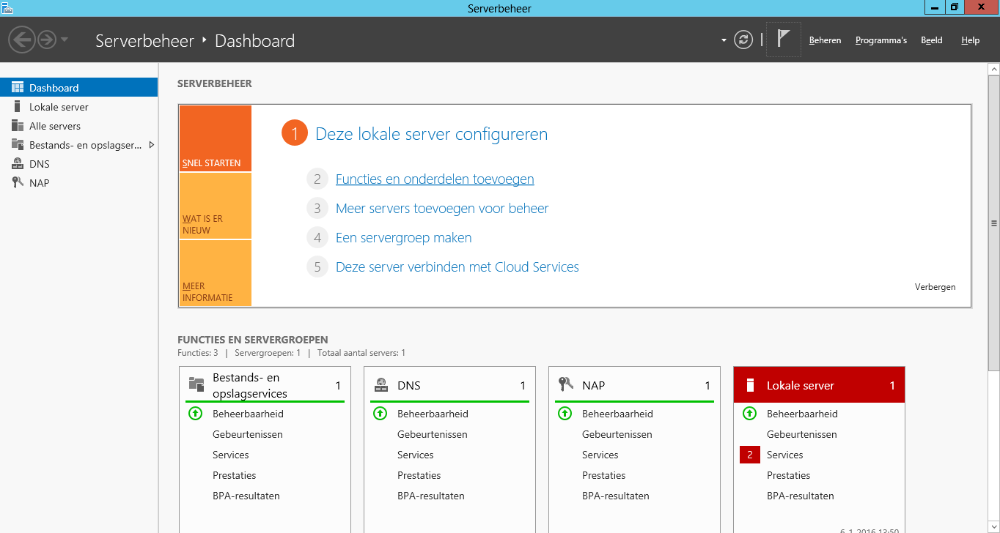 Serverbeheer
Serverbeheer ‣ Dashboard
Beheren Programma's Beeld Help
Dashboard
Lokale server
Alle servers
Bestands- en opslagser...
DNS
NAP
SERVERBEHEER
SNEL STARTEN
WAT IS ER
NIEUW
MEER
INFORMATIE
1 Deze lokale server configureren
2 Functies en onderdelen toevoegen
3 Meer servers toevoegen voor beheer
4 Een servergroep maken
5 Deze server verbinden met Cloud Services
Verbergen
FUNCTIES EN SERVERGROEPEN
Functies: 3 | Servergroepen: 1 | Totaal aantal servers: 1
Bestands- en
opslagservices 1
Beheerbaarheid
Gebeurtenissen
Services
Prestaties
BPA-resultaten
DNS 1
Beheerbaarheid
Gebeurtenissen
Services
Prestaties
BPA-resultaten
NAP 1
Beheerbaarheid
Gebeurtenissen
Services
Prestaties
BPA-resultaten
Lokale server 1
Beheerbaarheid
Gebeurtenissen
2 Services
Prestaties
BPA-resultaten
6-1-2016 13:50